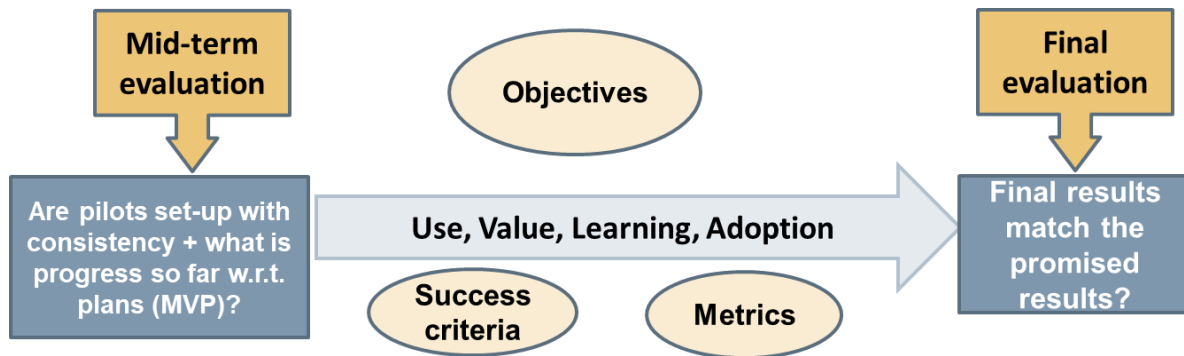 Mid-term
evaluation
Objectives
Final
evaluation
Are pilots set-up with
consistency + what is
progress so far w.r.t.
plans (MVP)?
Use, Value, Learning, Adoption
Final results
match the
promised
results?
Success
criteria
Metrics